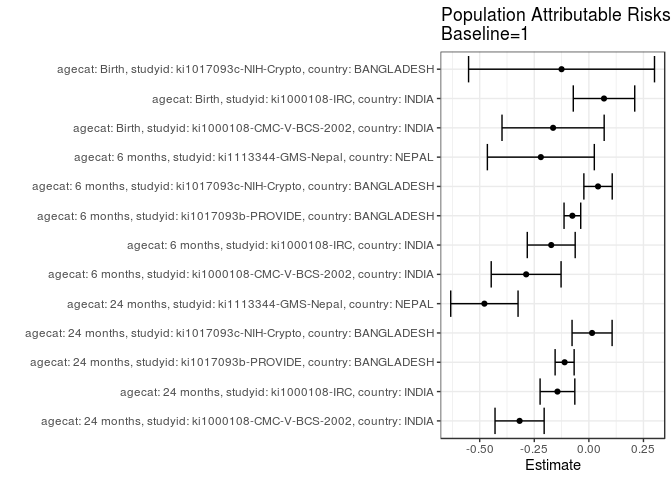 Population Attributable Risks
Baseline=1
agecat: Birth, studyid: ki1017093c-NIH-Crypto, country: BANGLADESH
agecat: Birth, studyid: ki1000108-IRC, country: INDIA
agecat: Birth, studyid: ki1000108-CMC-V-BCS-2002, country: INDIA
agecat: 6 months, studyid: ki1113344-GMS-Nepal, country: NEPAL
agecat: 6 months, studyid: ki1017093c-NIH-Crypto, country: BANGLADESH
agecat: 6 months, studyid: ki1017093b-PROVIDE, country: BANGLADESH
agecat: 6 months, studyid: ki1000108-IRC, country: INDIA
agecat: 6 months, studyid: ki1000108-CMC-V-BCS-2002, country: INDIA
agecat: 24 months, studyid: ki1113344-GMS-Nepal, country: NEPAL
agecat: 24 months, studyid: ki1017093c-NIH-Crypto, country: BANGLADESH
agecat: 24 months, studyid: ki1017093b-PROVIDE, country: BANGLADESH
agecat: 24 months, studyid: ki1000108-IRC, country: INDIA
agecat: 24 months, studyid: ki1000108-CMC-V-BCS-2002, country: INDIA
-0.50 -0.25 0.00 0.25
Estimate